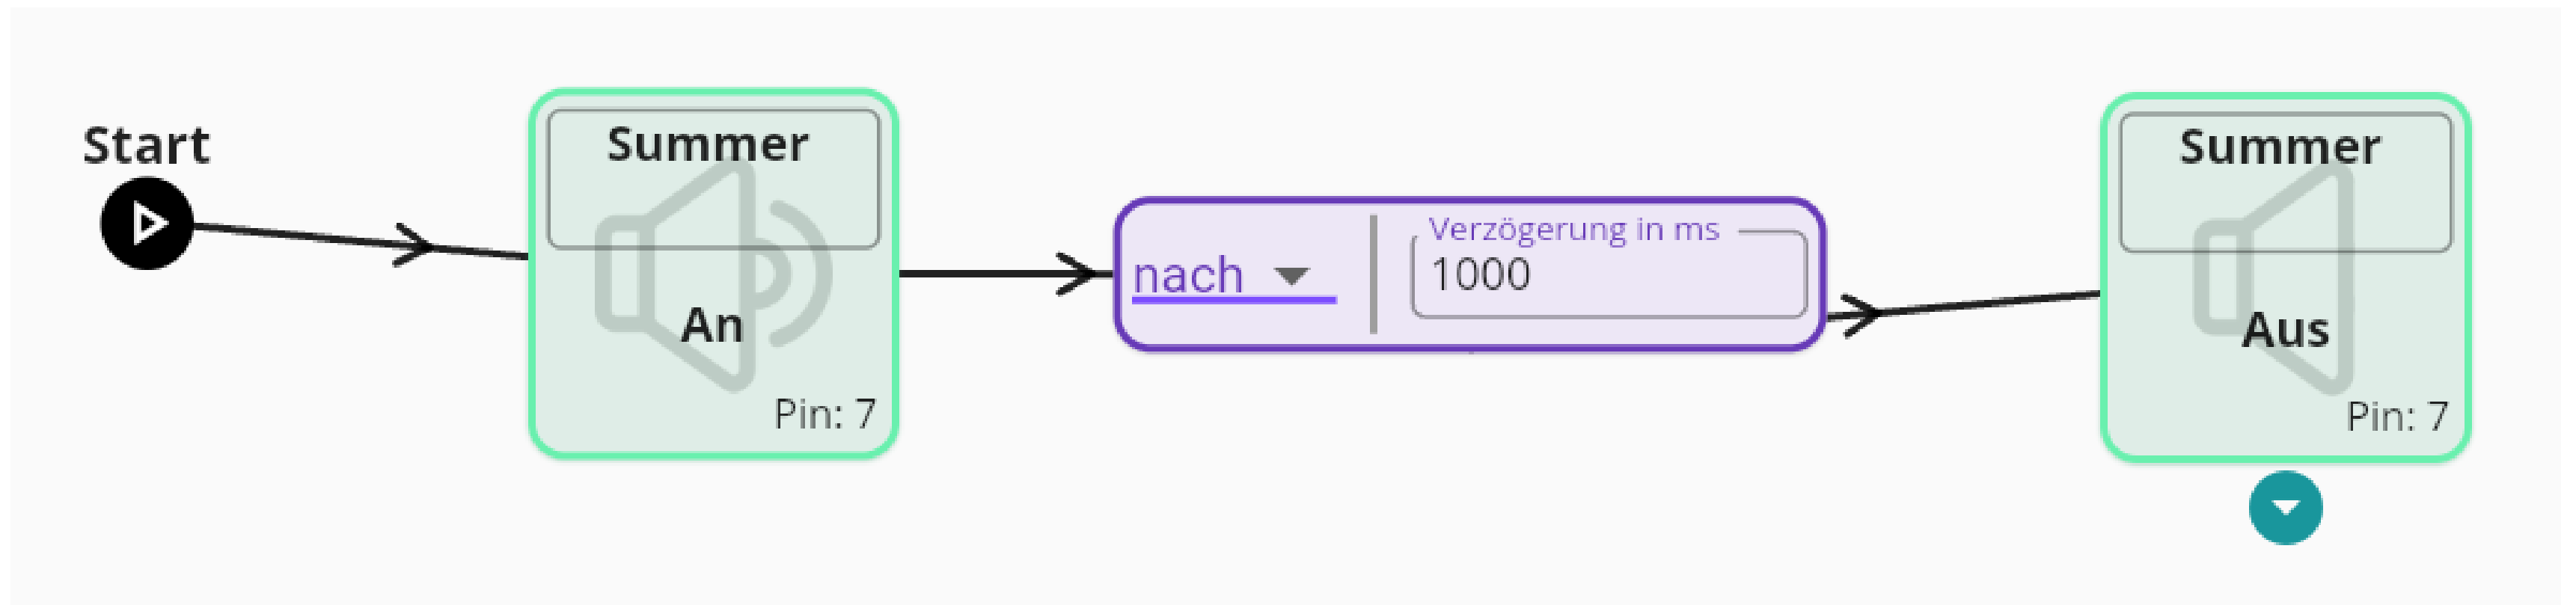 Start
Summer
An
Pin: 7
nach
Verzögerung in ms
1000
Summer
Aus
Pin: 7